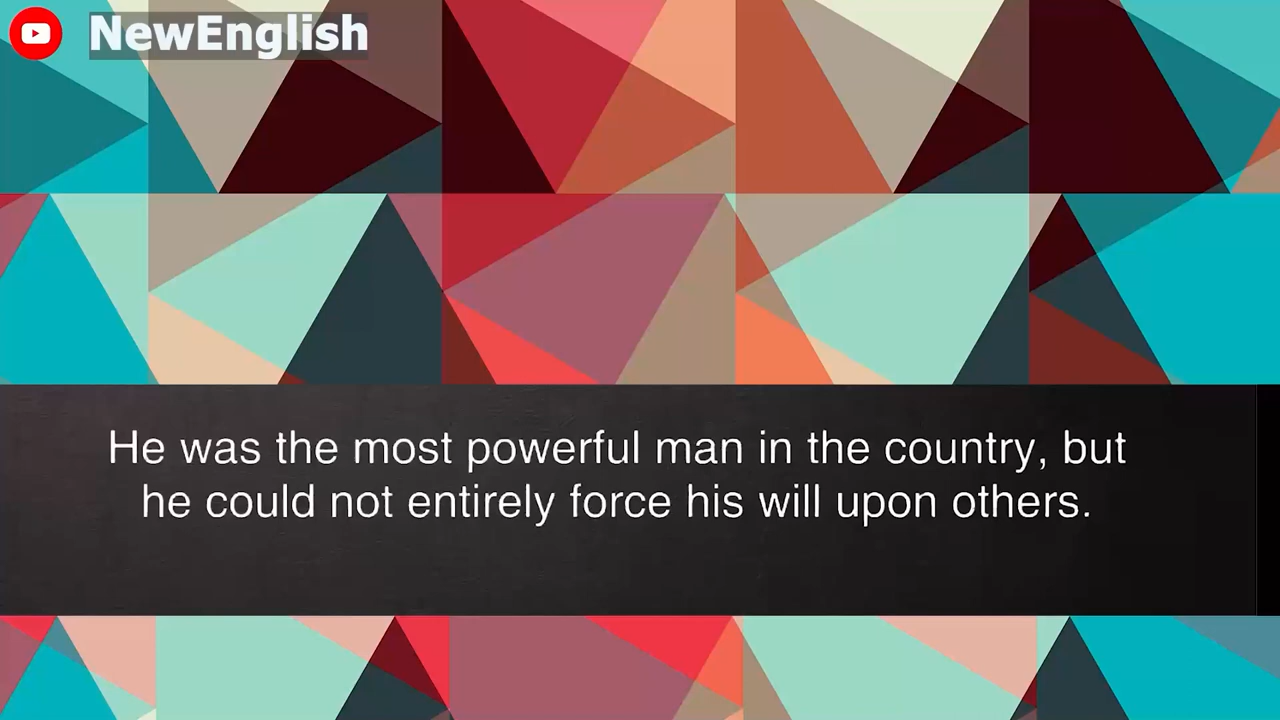 NewEnglish
He was the most powerful man in the country, but
he could not entirely force his will upon others.